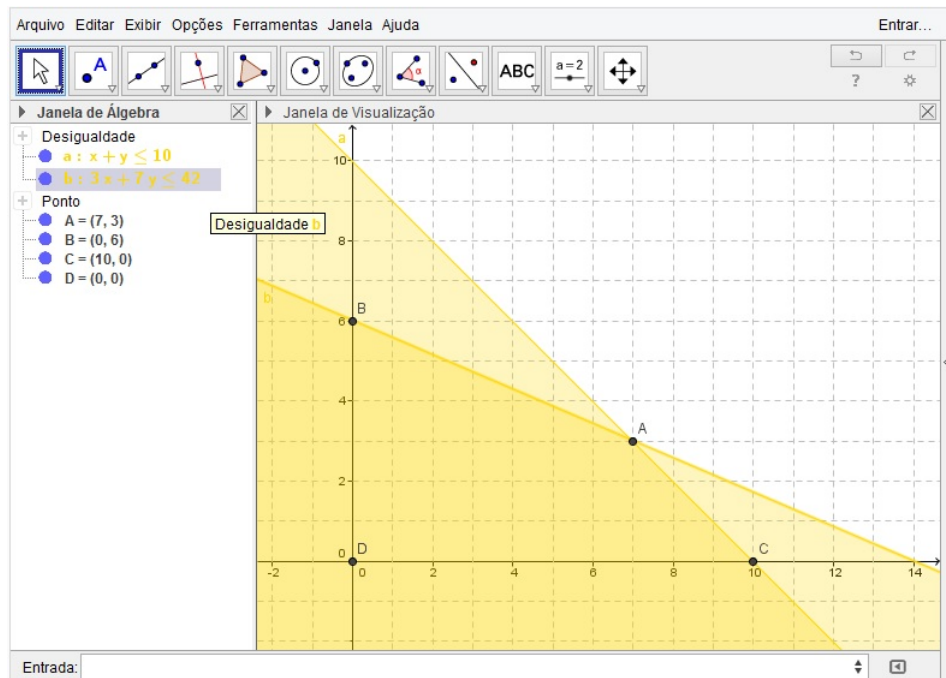 Arquivo Editar Exibir Opções Ferramentas Janela Ajuda Entrar...
A α ABC a=2 ?
Janela de Álgebra
Janela de Visualização
Desigualdade
a : x + y ≤ 10
b : 3 x + 7 y ≤ 42
Ponto
A = (7, 3)
B = (0, 6)
C = (10, 0)
D = (0, 0)
Desigualdade b
a
10
8
b
B
6
4
A
2
0 D C
-2 0 2 4 6 8 10 12 14
Entrada: